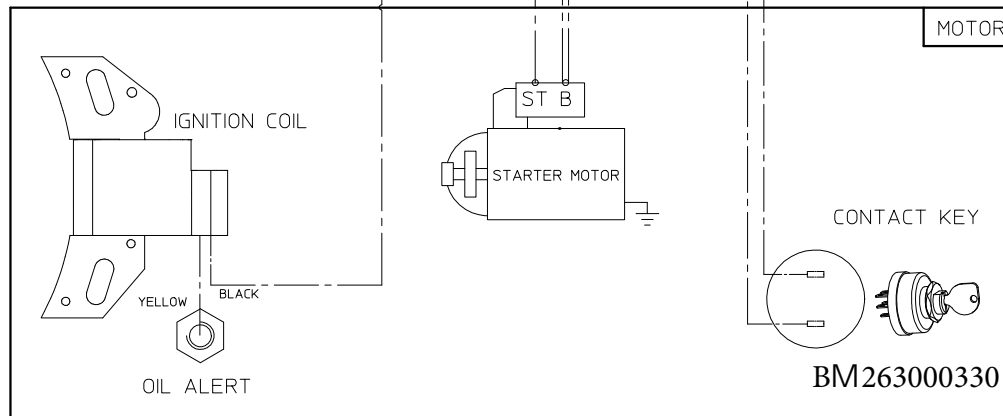 MOTOR
IGNITION COIL
ST B
STARTER MOTOR
CONTACT KEY
YELLOW
BLACK
OIL ALERT
BM263000330